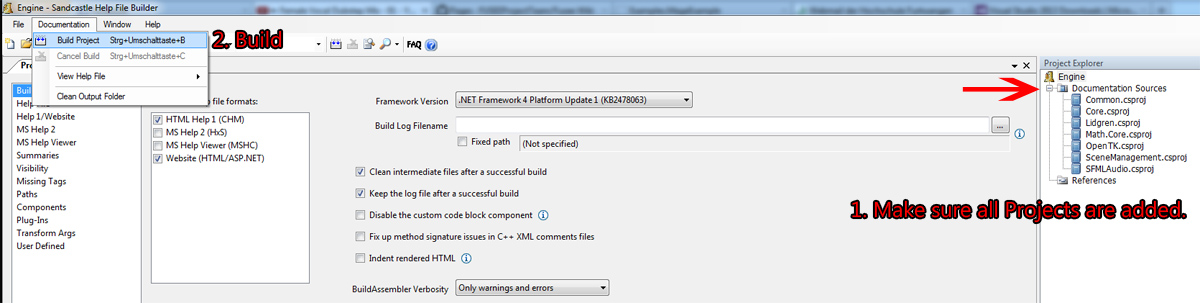 Engine - Sandcastle Help File Builder
File Documentation Window Help
Build Project Strg+Umschalttaste+B
2. Build
Cancel Build Strg+Umschalttaste+C
FAQ
View Help File
Clean Output Folder
Help 1/Website
MS Help 2
MS Help Viewer
Summaries
Visibility
Missing Tags
Paths
Components
Plug-Ins
Transform Args
User Defined
file formats:
HTML Help 1 (CHM)
MS Help 2 (HxS)
MS Help Viewer (MSHC)
Website (HTML/ASP.NET)
Framework Version .NET Framework 4 Platform Update 1 (KB2478063)
Build Log Filename ...
Fixed path (Not specified)
Clean intermediate files after a successful build
Keep the log file after a successful build
Disable the custom code block component
Fix up method signature issues in C++ XML comments files
Indent rendered HTML
BuildAssembler Verbosity Only warnings and errors
Project Explorer
Engine
Documentation Sources
Common.csproj
Core.csproj
Lidgren.csproj
Math.Core.csproj
OpenTK.csproj
SceneManagement.csproj
SFMLAudio.csproj
References
1. Make sure all Projects are added.